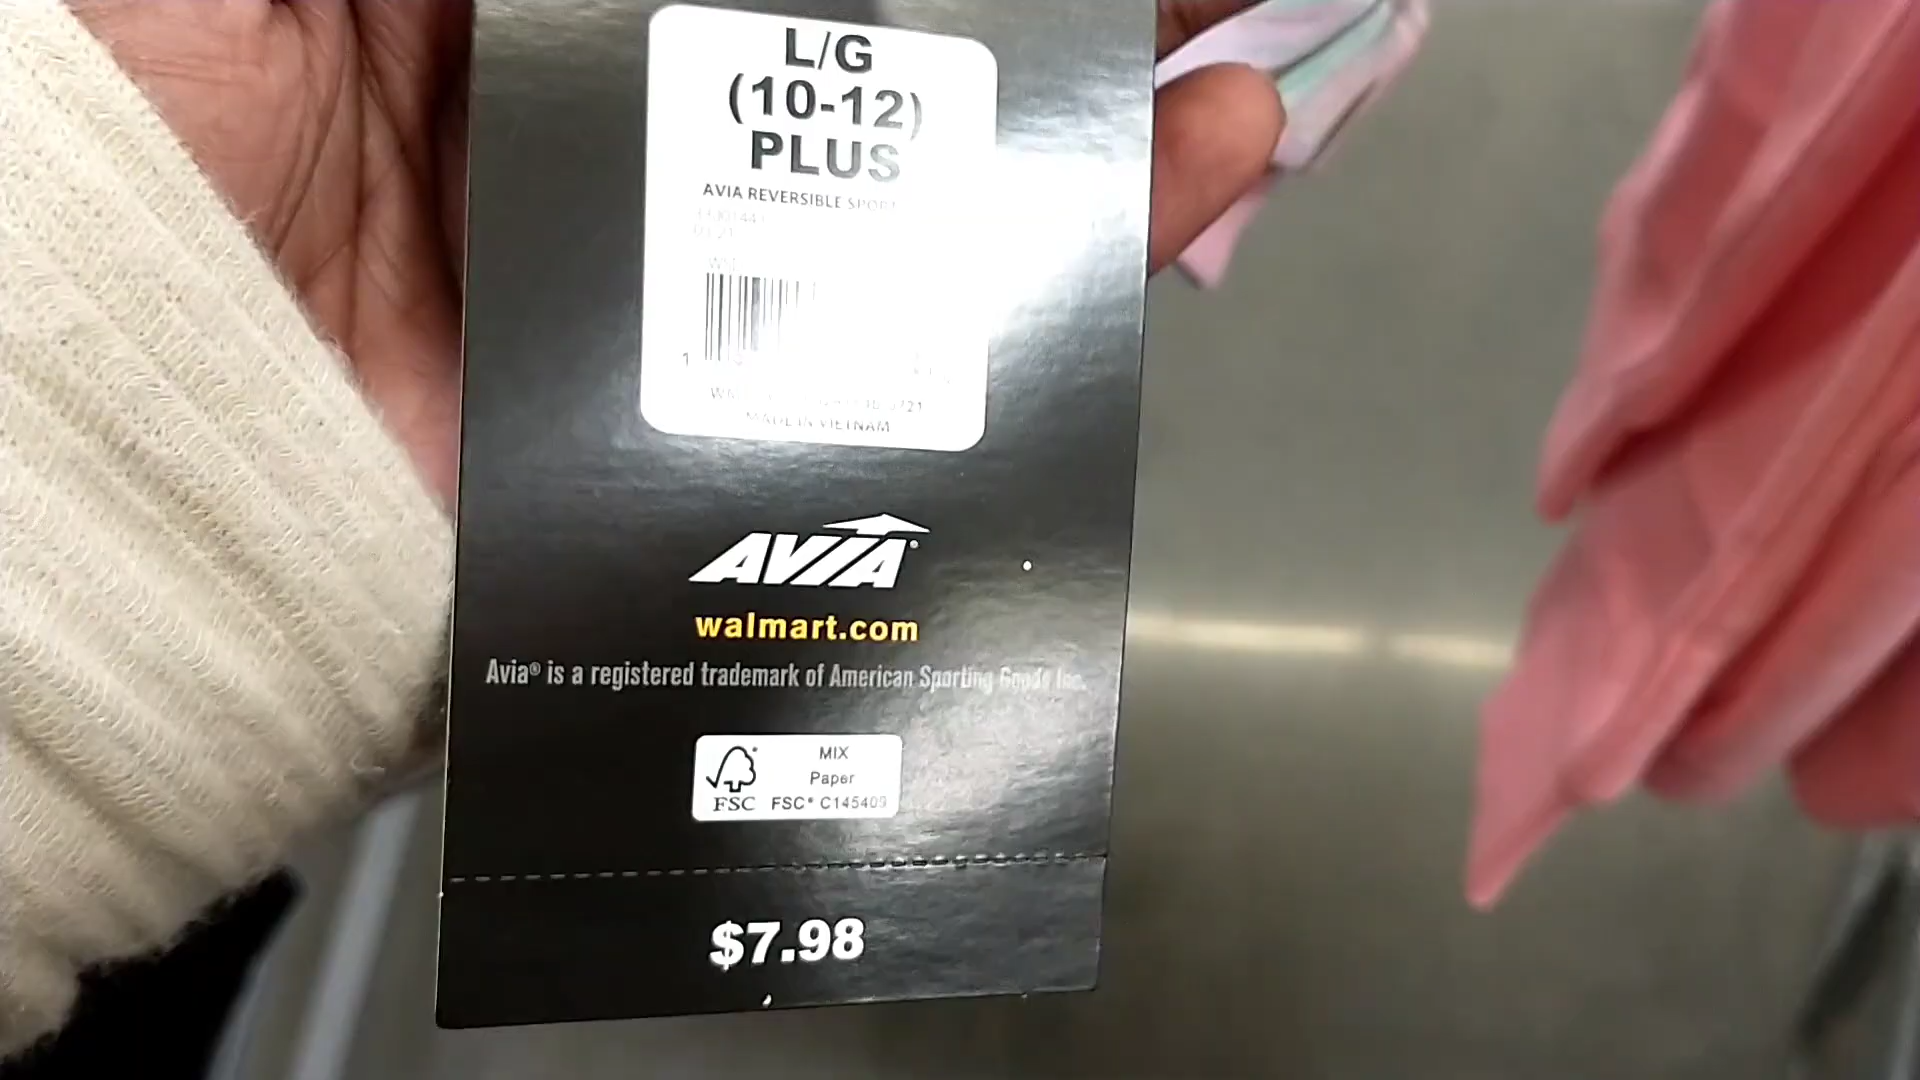 L/G
(10-12)
PLUS
AVIA REVERSIBLE SPORT
MADE IN VIETNAM
AVIA
walmart.com
Avia® is a registered trademark of American Sporting Goods Inc.
MIX
Paper
FSC FSC® C145409
$7.98